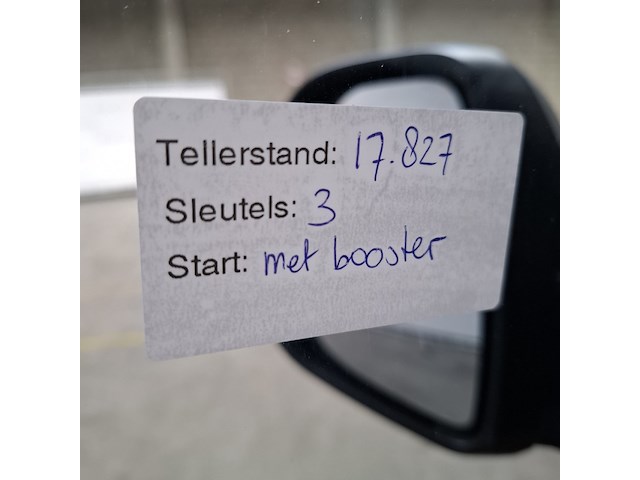 Tellerstand: 17.827
Sleutels: 3
Start: met booster